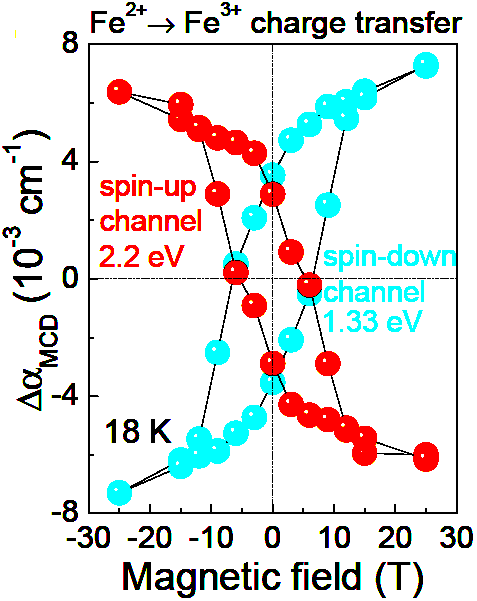 Fe²⁺ → Fe³⁺ charge transfer
8
4
0
-4
-8
Δα_MCD (10⁻³ cm⁻¹)
spin-up
channel
2.2 eV
spin-down
channel
1.33 eV
18 K
-30 -20 -10 0 10 20 30
Magnetic field (T)